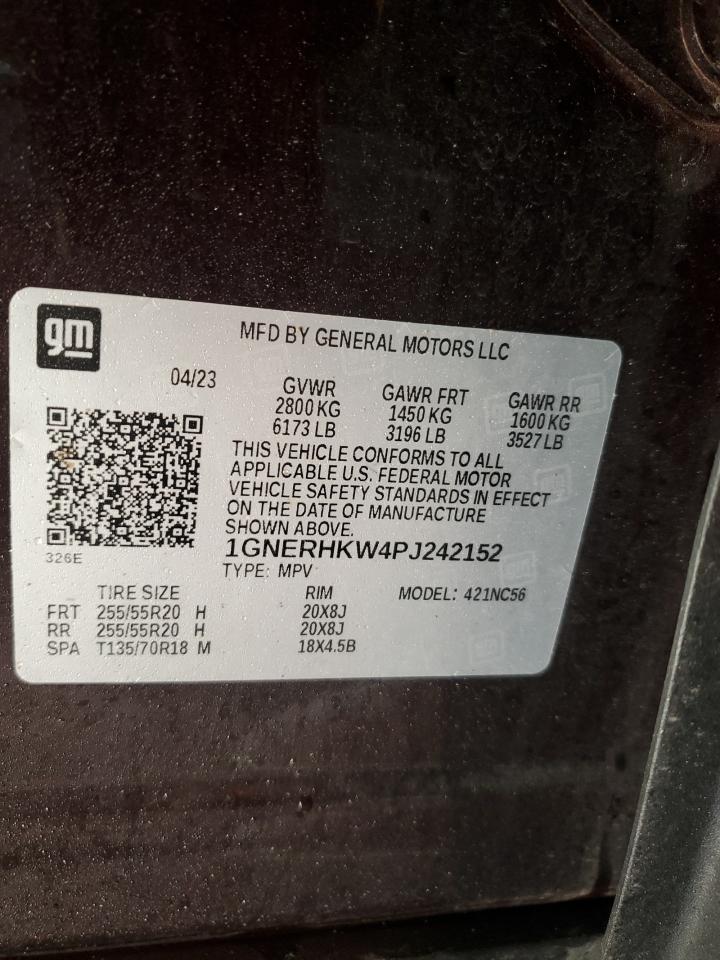 gm
MFD BY GENERAL MOTORS LLC
04/23
GVWR
2800 KG
6173 LB
GAWR FRT
1450 KG
3196 LB
GAWR RR
1600 KG
3527 LB
THIS VEHICLE CONFORMS TO ALL
APPLICABLE U.S. FEDERAL MOTOR
VEHICLE SAFETY STANDARDS IN EFFECT
ON THE DATE OF MANUFACTURE
SHOWN ABOVE.
1GNERHKW4PJ242152
326E
TYPE: MPV
TIRE SIZE RIM MODEL: 421NC56
FRT 255/55R20 H 20X8J
RR 255/55R20 H 20X8J
SPA T135/70R18 M 18X4.5B